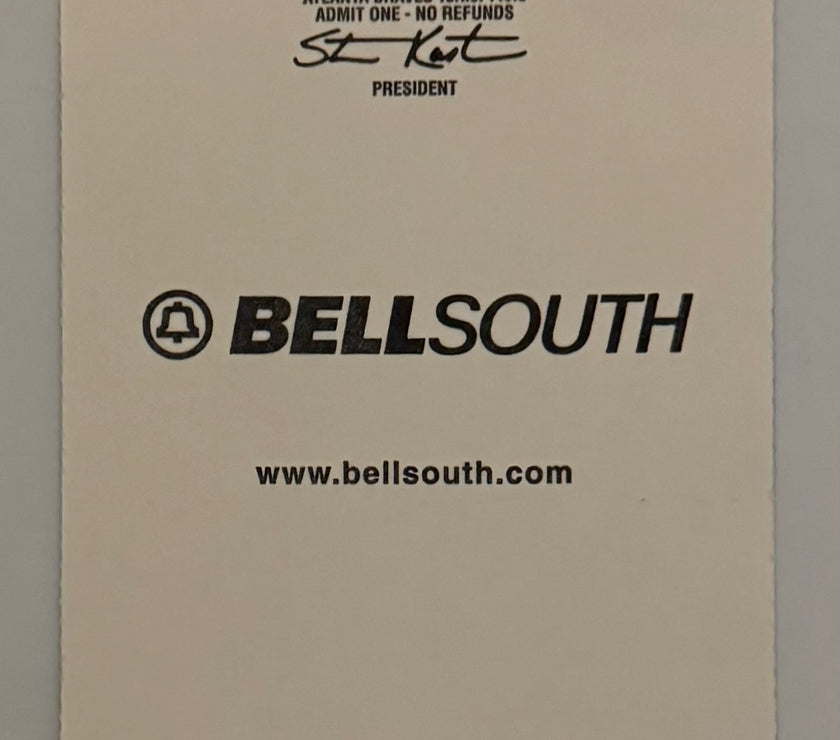 ADMIT ONE - NO REFUNDS
PRESIDENT
BELLSOUTH
www.bellsouth.com